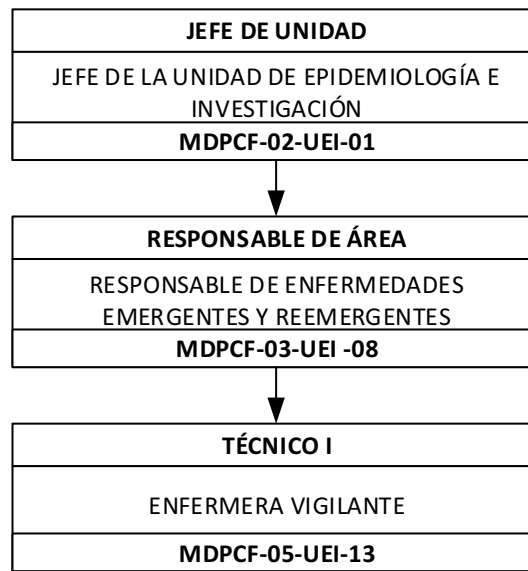 JEFE DE UNIDAD
JEFE DE LA UNIDAD DE EPIDEMIOLOGÍA E
INVESTIGACIÓN
MDPCF-02-UEI-01
RESPONSABLE DE ÁREA
RESPONSABLE DE ENFERMEDADES
EMERGENTES Y REEMERGENTES
MDPCF-03-UEI -08
TÉCNICO I
ENFERMERA VIGILANTE
MDPCF-05-UEI-13